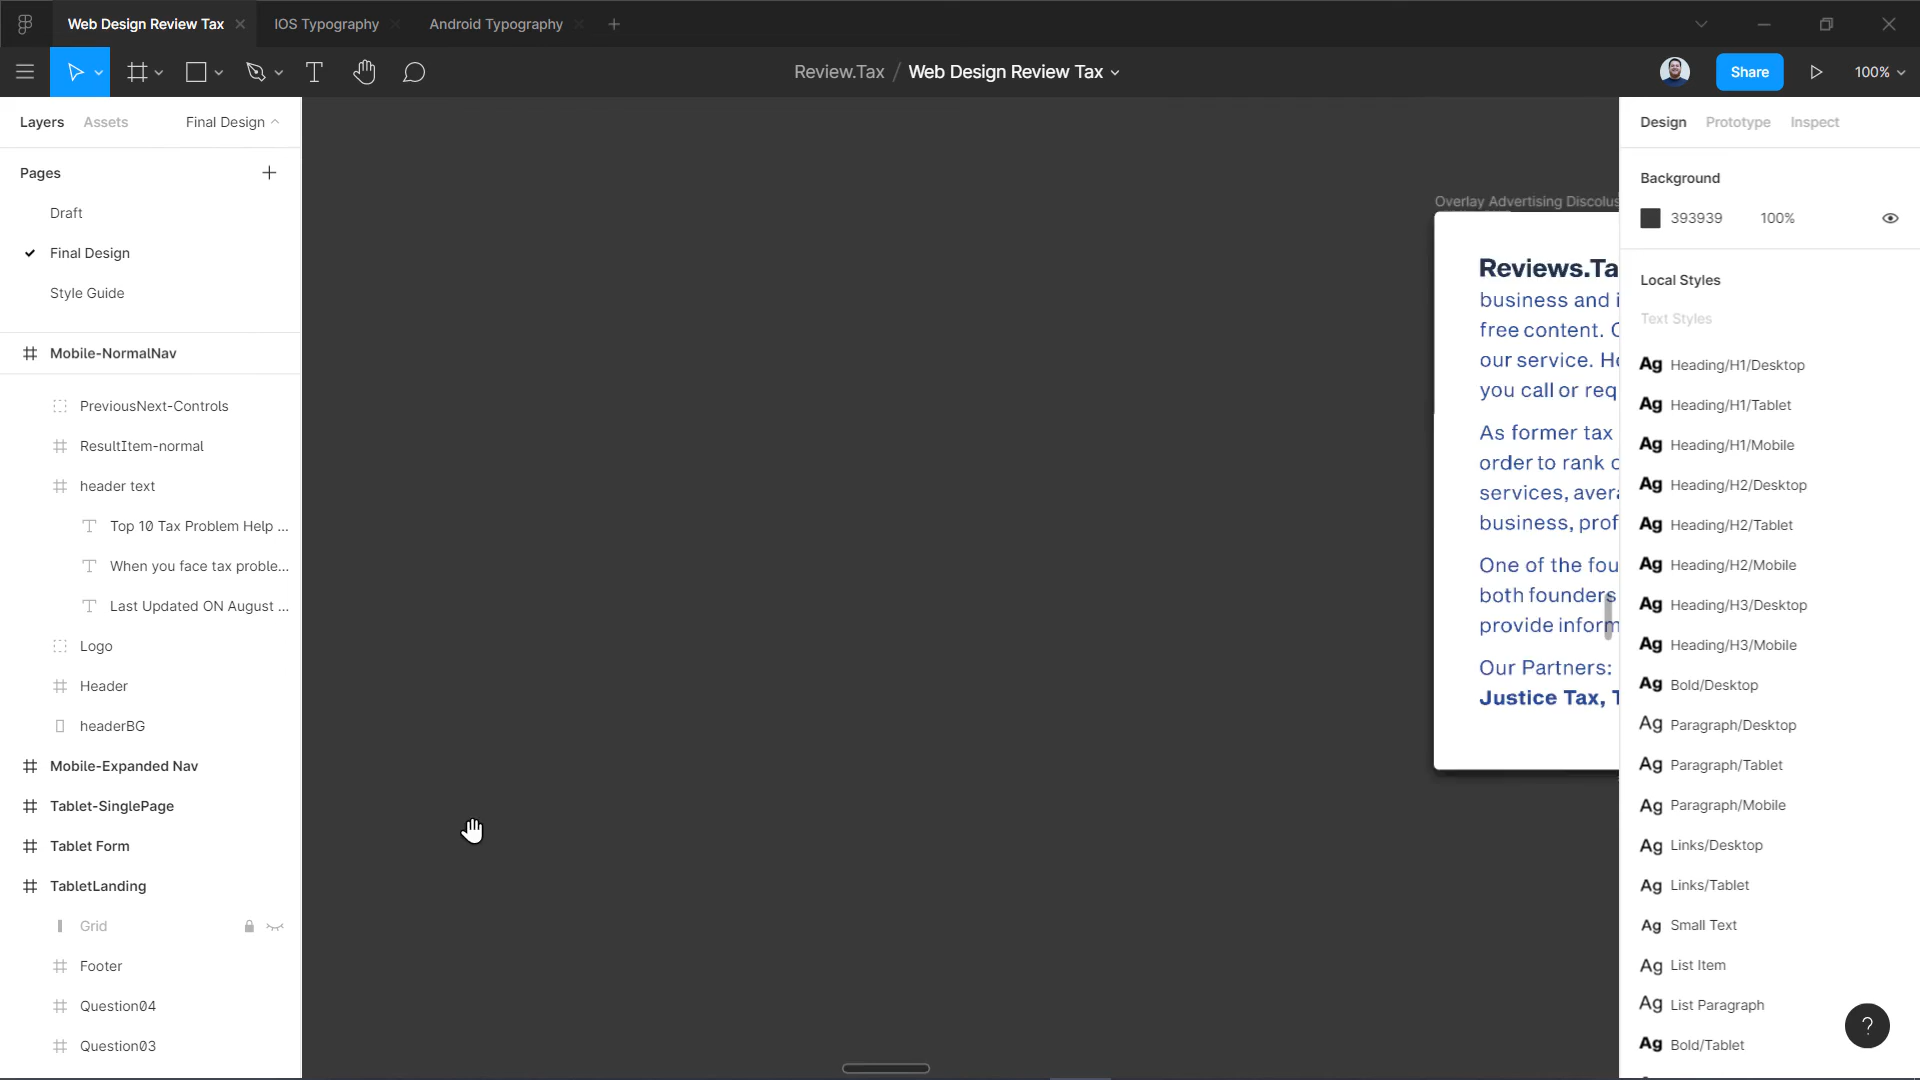 Web Design Review Tax
IOS Typography
Android Typography
Review.Tax / Web Design Review Tax
Share
100%
Layers
Assets
Final Design
Pages
Draft
Final Design
Style Guide
Mobile-NormalNav
PreviousNext-Controls
ResultItem-normal
header text
Top 10 Tax Problem Help ...
When you face tax proble...
Last Updated ON August ...
Logo
Header
headerBG
Mobile-Expanded Nav
Tablet-SinglePage
Tablet Form
TabletLanding
Grid
Footer
Question04
Question03
Overlay Advertising Discolus
Reviews.Ta
business and i
free content.
our service. Ho
you call or req
As former tax
order to rank
services, avera
business, prof
One of the fou
both founders
provide inform
Our Partners:
Justice Tax, T
Design
Prototype
Inspect
Background
393939
100%
Local Styles
Text Styles
Ag Heading/H1/Desktop
Ag Heading/H1/Tablet
Ag Heading/H1/Mobile
Ag Heading/H2/Desktop
Ag Heading/H2/Tablet
Ag Heading/H2/Mobile
Ag Heading/H3/Desktop
Ag Heading/H3/Mobile
Ag Bold/Desktop
Ag Paragraph/Desktop
Ag Paragraph/Tablet
Ag Paragraph/Mobile
Ag Links/Desktop
Ag Links/Tablet
Ag Small Text
Ag List Item
Ag List Paragraph
Ag Bold/Tablet
?